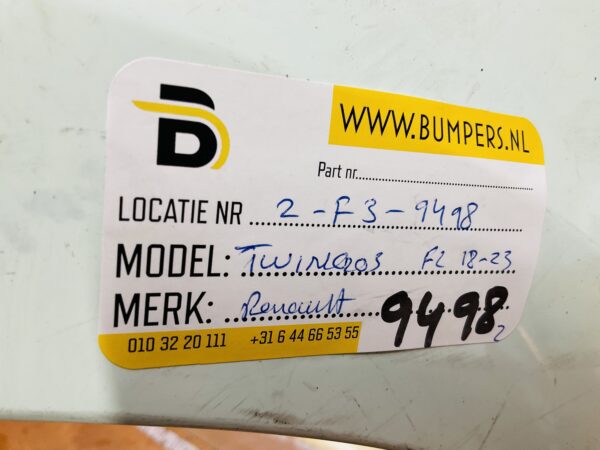 B
WWW.BUMPERS.NL
Part nr.
LOCATIE NR 2-F3-9498
MODEL: TWINGO3 FL 18-23
MERK: Renault
9498
2
010 32 20 111 +31 6 44 66 53 55